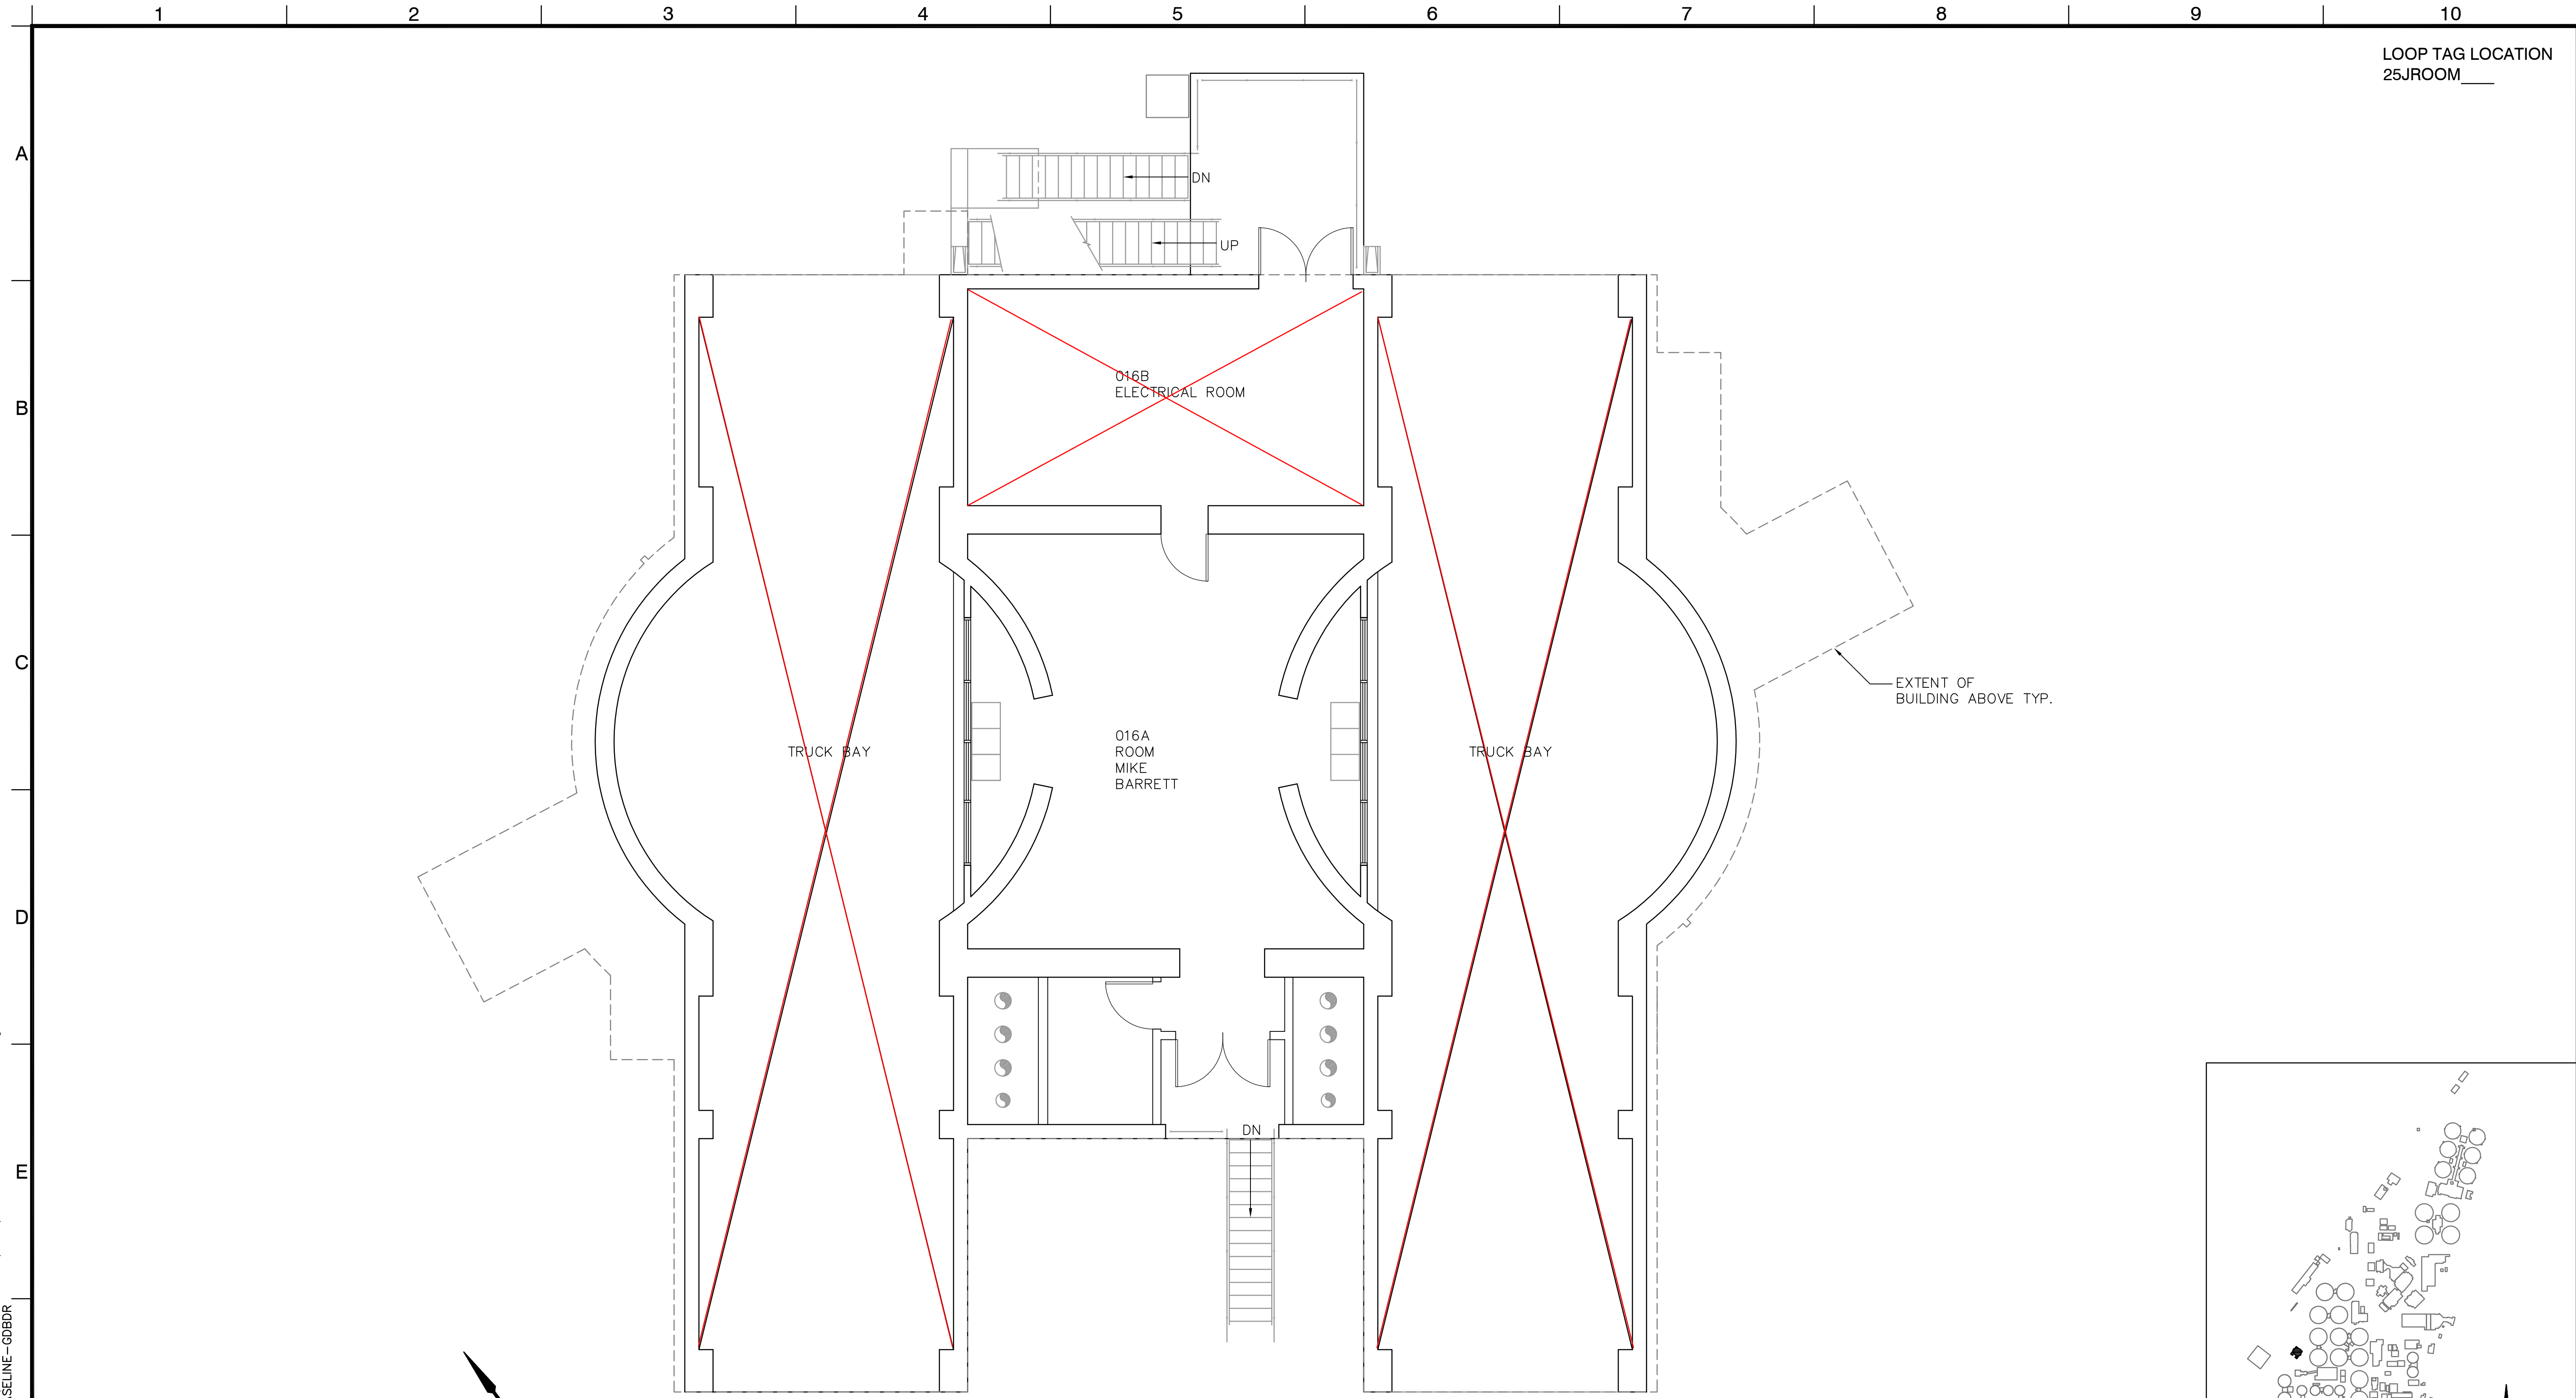 1 2 3 4 5 6 7 8 9 10
LOOP TAG LOCATION
25JROOM____
A
DN
UP
B
016B
ELECTRICAL ROOM
C
EXTENT OF
BUILDING ABOVE TYP.
016A
ROOM
MIKE
BARRETT
TRUCK BAY
TRUCK BAY
D
DN
E
SELINE-GDBDR